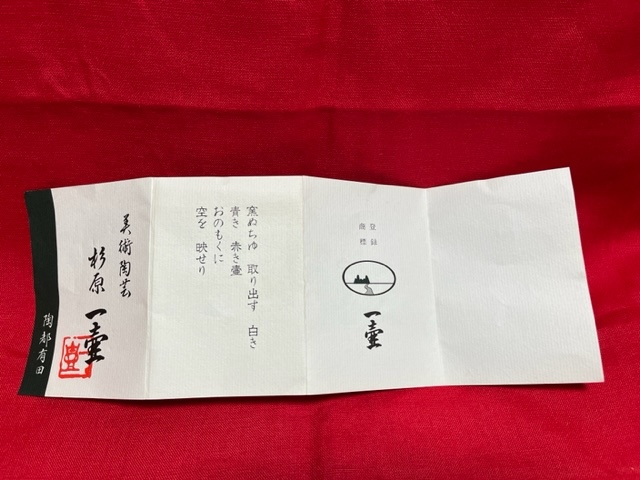 美術陶芸
杉原 一壷
陶都有田
窯ぬちゆ 取り出す 白き
青き 赤き壷
おのもくに
空を 映せり
登録
商標
一壷